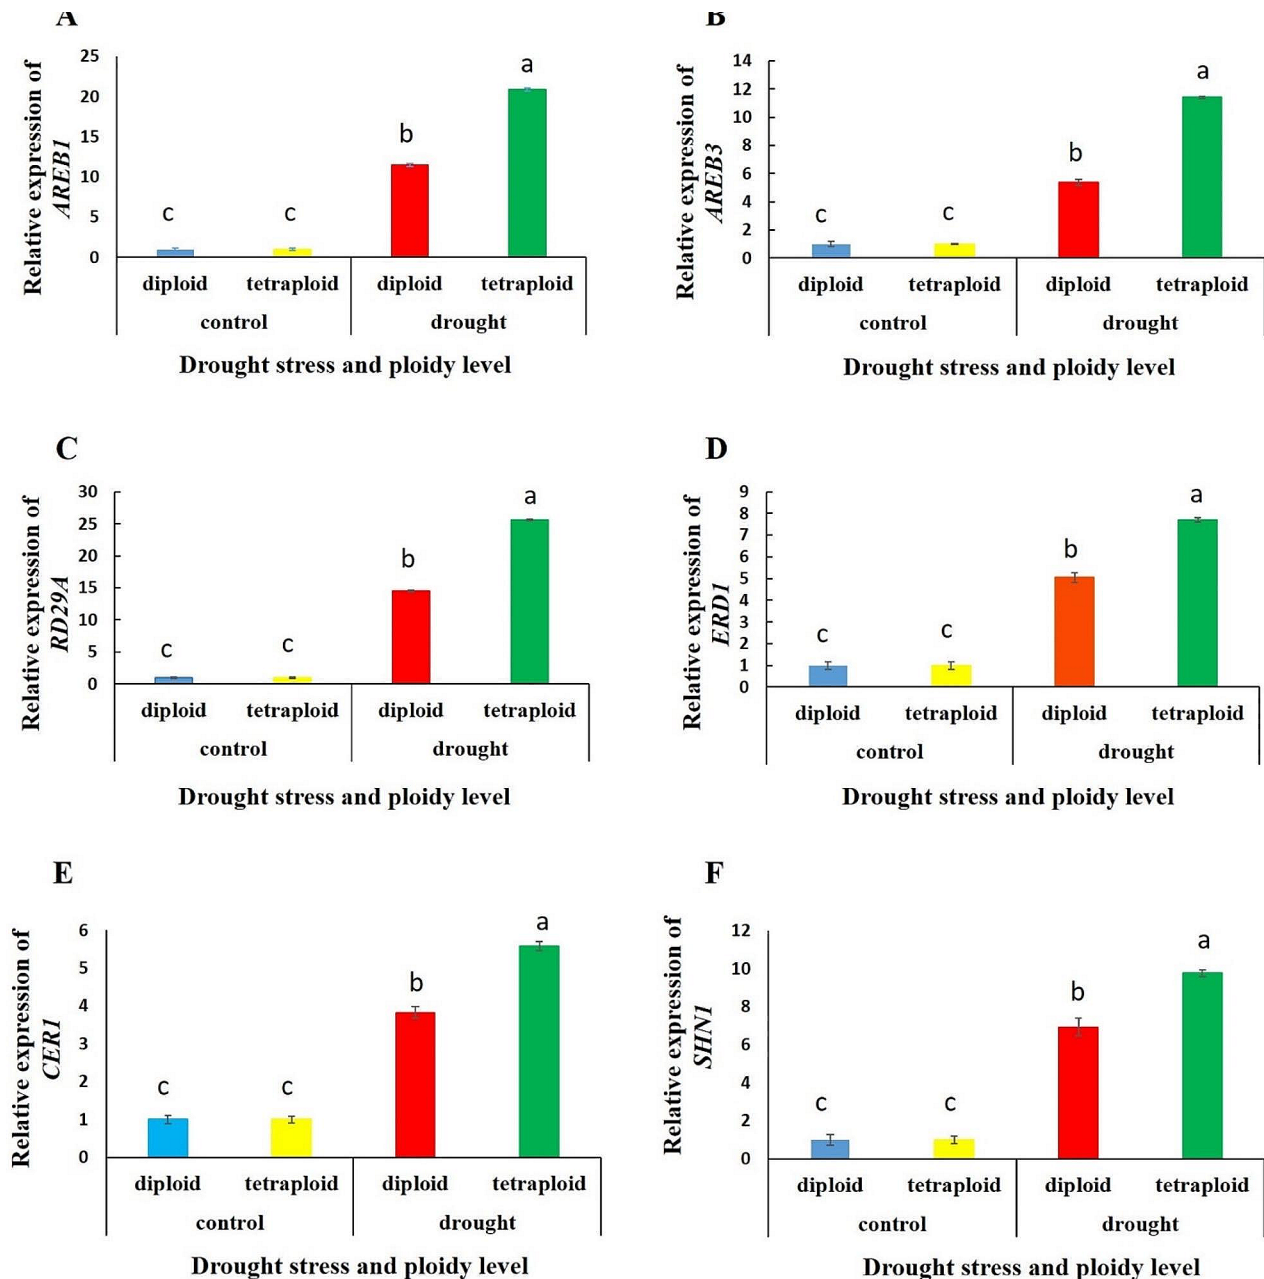 A
Relative expression of
AREB1
25
20
15
10
5
0
c
c
b
a
diploid tetraploid diploid tetraploid
control drought
Drought stress and ploidy level
B
Relative expression of
AREB3
14
12
10
8
6
4
2
0
c
c
b
a
diploid tetraploid diploid tetraploid
control drought
Drought stress and ploidy level
C
Relative expression of
RD29A
30
25
20
15
10
5
0
c
c
b
a
diploid tetraploid diploid tetraploid
control drought
Drought stress and ploidy level
D
Relative expression of
ERD1
9
8
7
6
5
4
3
2
1
0
c
c
b
a
diploid tetraploid diploid tetraploid
control drought
Drought stress and ploidy level
E
Relative expression of
CER1
6
5
4
3
2
1
0
c
c
b
a
diploid tetraploid diploid tetraploid
control drought
Drought stress and ploidy level
F
Relative expression of
SHN1
12
10
8
6
4
2
0
c
c
b
a
diploid tetraploid diploid tetraploid
control drought
Drought stress and ploidy level